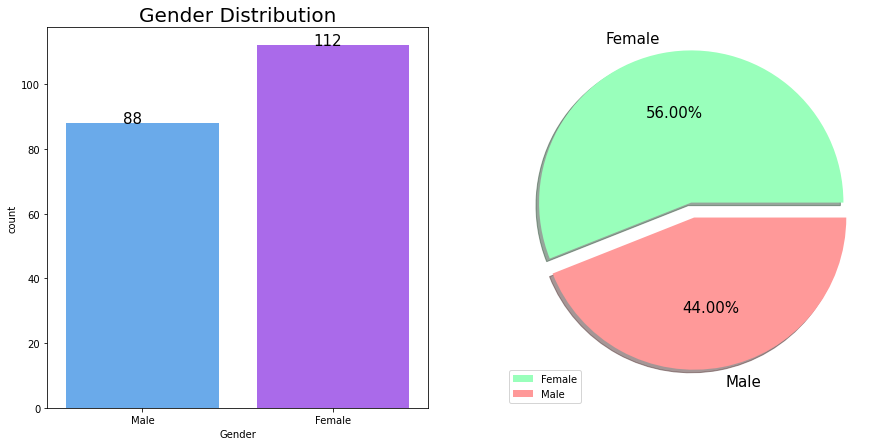 Gender Distribution
count
100
80
60
40
20
0
88
112
Male
Female
Gender
Female
56.00%
44.00%
Male
Female
Male